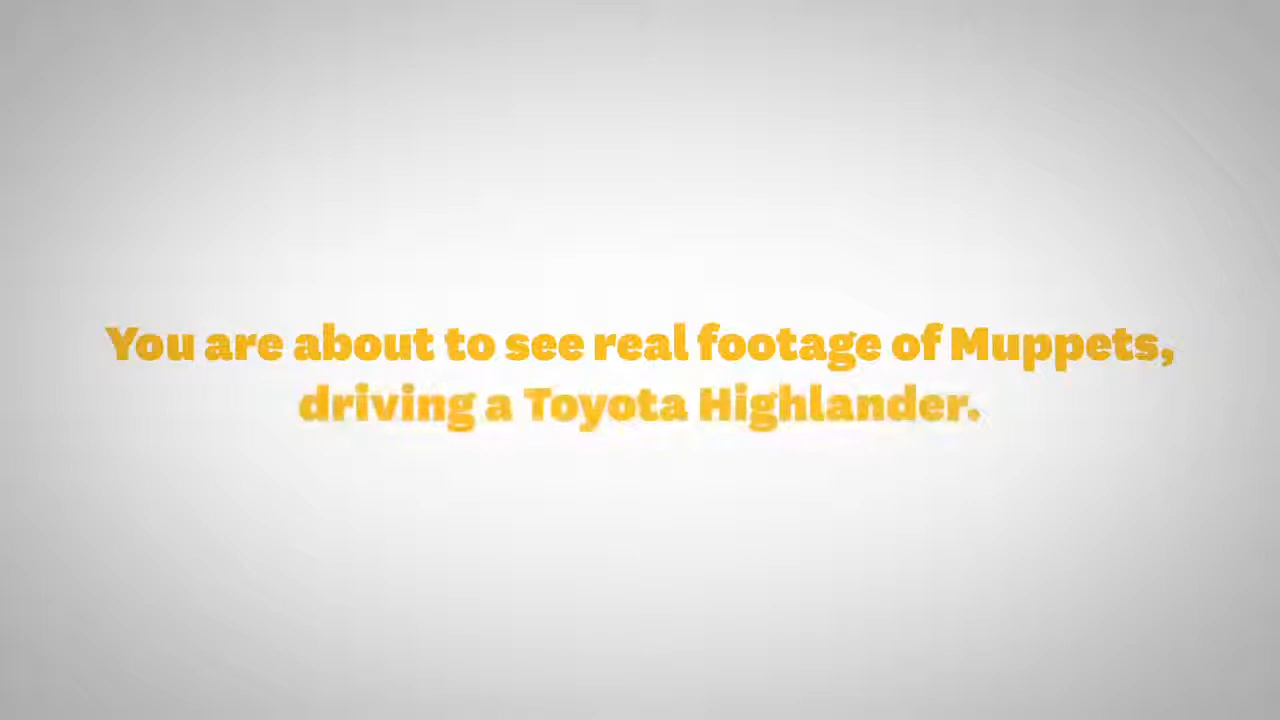 You are about to see real footage of Muppets,
driving a Toyota Highlander.